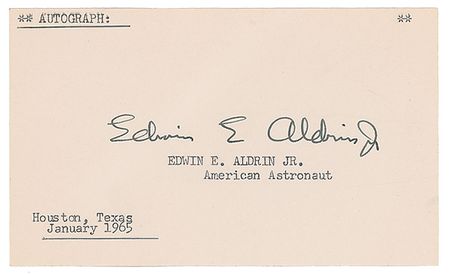 ** AUTOGRAPH: **
Edwin E Aldrin Jr
EDWIN E. ALDRIN JR.
American Astronaut
Houston, Texas
January 1965